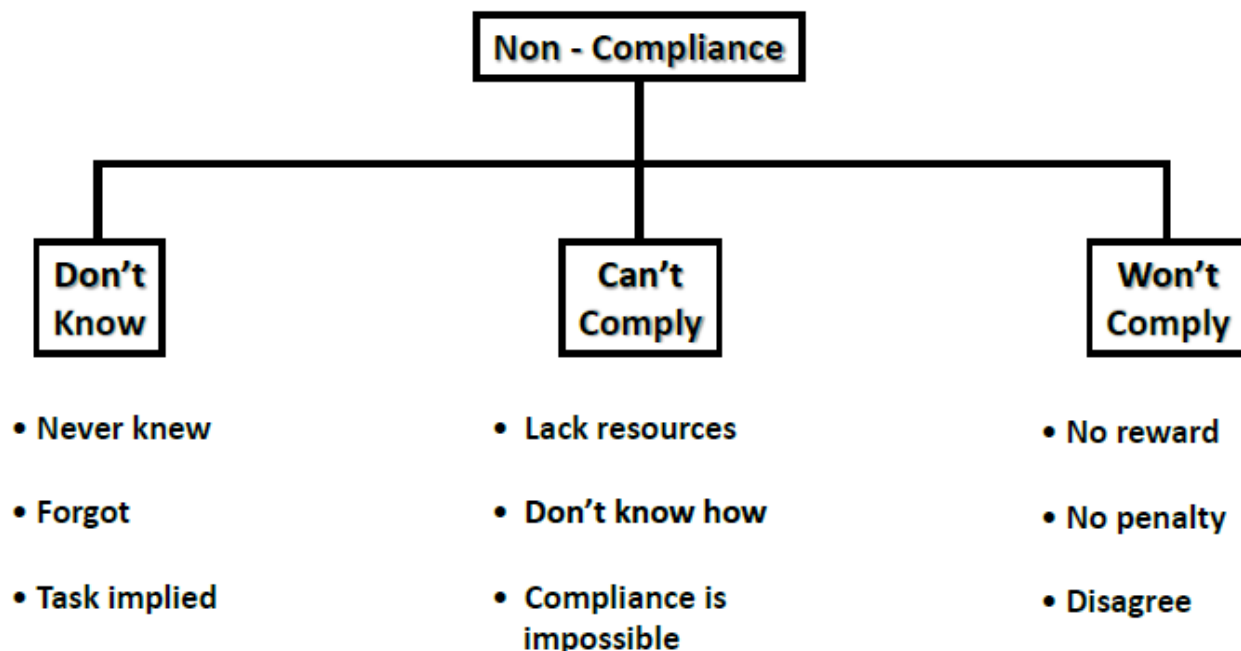 Non - Compliance
Don’t
Know
Can’t
Comply
Won’t
Comply
• Never knew
• Forgot
• Task implied
• Lack resources
• Don’t know how
• Compliance is
impossible
• No reward
• No penalty
• Disagree